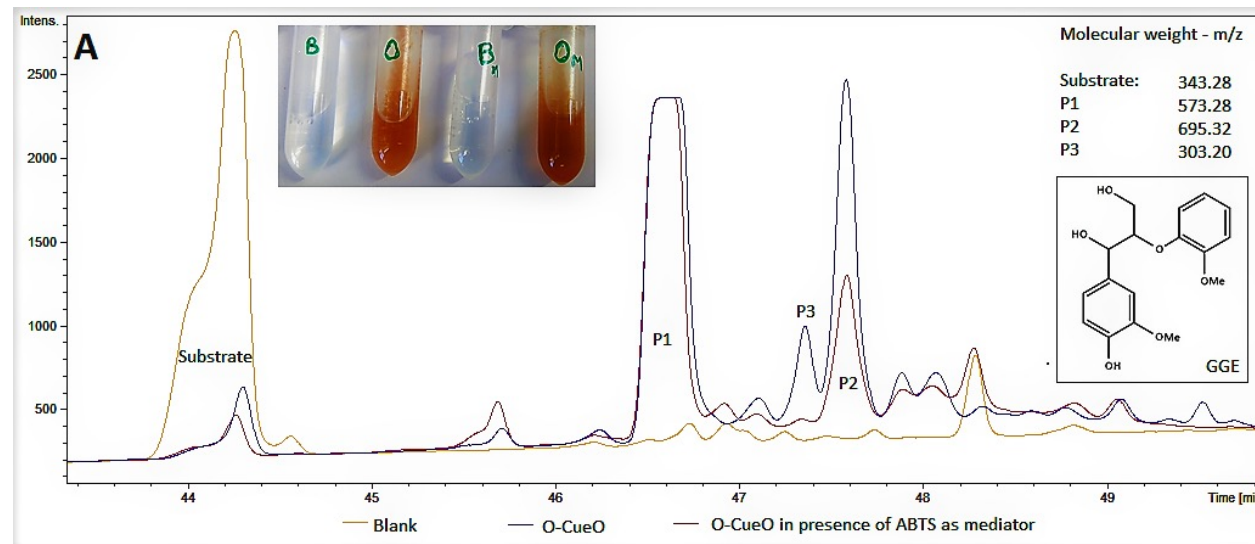 Intens.
A
2500
2000
1500
1000
500
B
O
B M
O M
Molecular weight - m/z
Substrate: 343.28
P1 573.28
P2 695.32
P3 303.20
HO
HO
O
OMe
OMe
OH
GGE
Substrate
P1
P3
P2
44
45
46
47
48
49
Time [mi
Blank
O-CueO
O-CueO in presence of ABTS as mediator